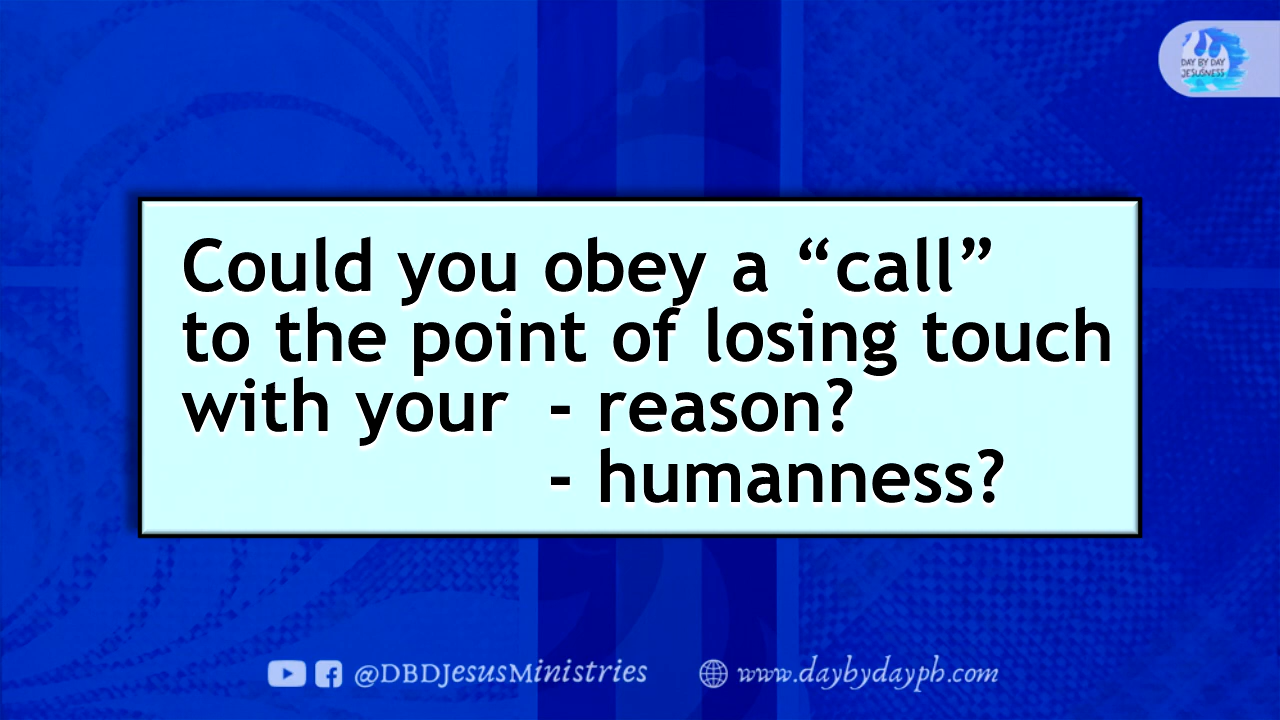 DAY BY DAY
JESUSNESS
Could you obey a “call”
to the point of losing touch
with your - reason?
- humanness?
@DBDJesusMinistries
www.daybydayph.com